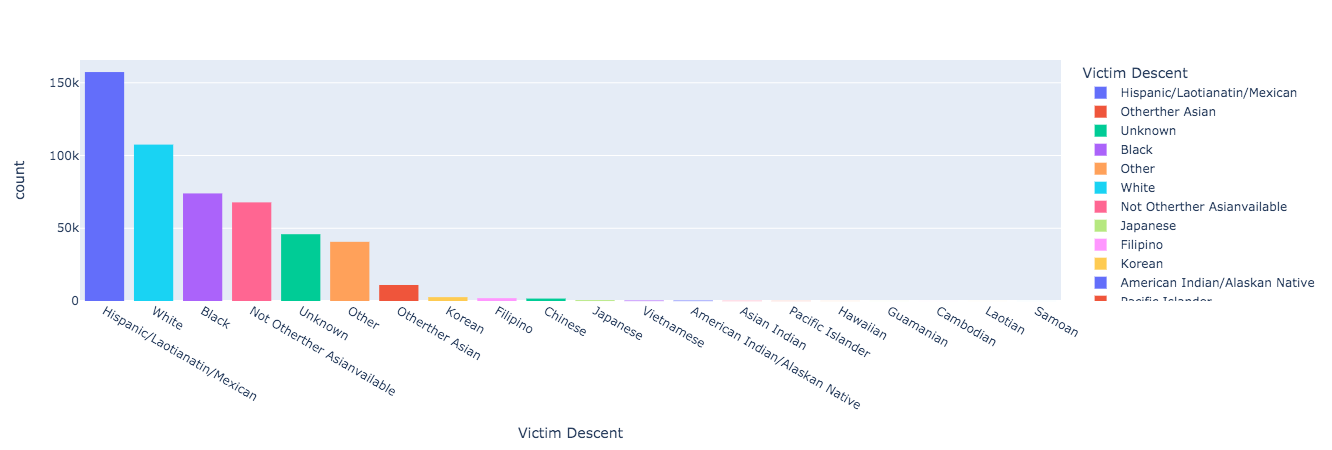 Victim Descent
Hispanic/Laotianatin/Mexican
Otherther Asian
Unknown
Black
Other
White
Not Otherther Asianvailable
Japanese
Filipino
Korean
American Indian/Alaskan Native
Pacific Islander
150k
100k
50k
0
count
Hispanic/Laotianatin/Mexican
White
Black
Not Otherther Asianvailable
Unknown
Other
Otherther Asian
Korean
Filipino
Chinese
Japanese
Vietnamese
American Indian/Alaskan Native
Asian Indian
Pacific Islander
Hawaiian
Guamanian
Cambodian
Laotian
Samoan
Victim Descent